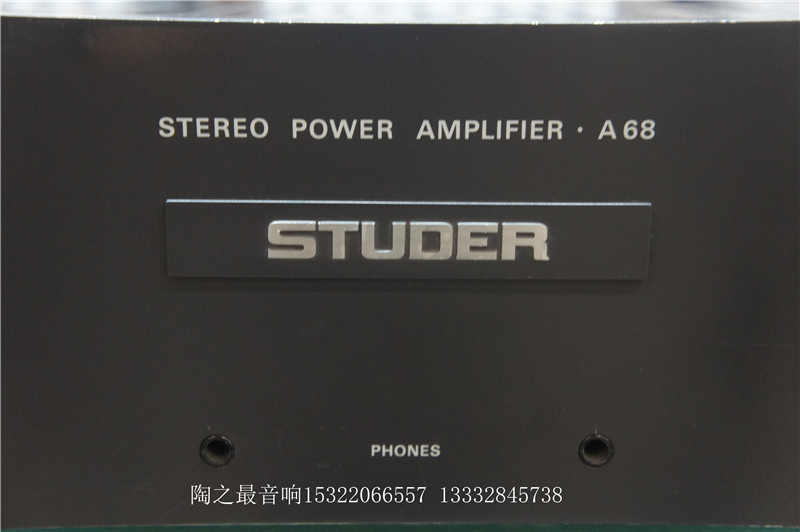 STEREO POWER AMPLIFIER · A68
STUDER
PHONES
陶之最音响15322066557 13332845738